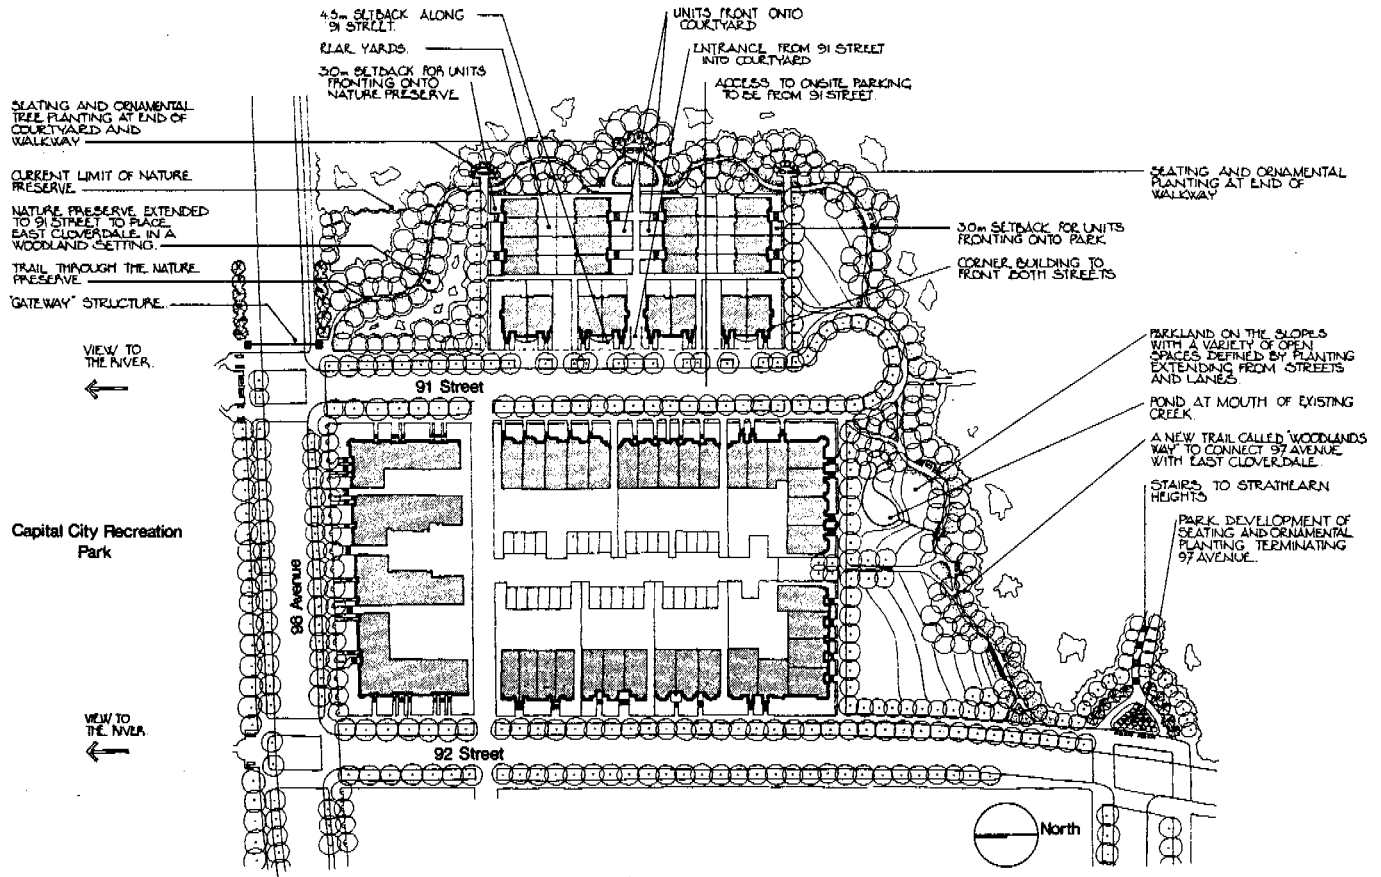 4.5m SETBACK ALONG
91 STREET.
REAR YARDS.
3.0m SETBACK FOR UNITS
FRONTING ONTO
NATURE PRESERVE
UNITS FRONT ONTO
COURTYARD
ENTRANCE FROM 91 STREET
INTO COURTYARD
ACCESS TO ONSITE PARKING
TO BE FROM 91 STREET.
SEATING AND ORNAMENTAL
TREE PLANTING AT END OF
COURTYARD AND
WALKWAY
CURRENT LIMIT OF NATURE
PRESERVE
NATURE PRESERVE EXTENDED
TO 91 STREET TO PLACE
EAST CLOVERDALE IN A
WOODLAND SETTING.
TRAIL THROUGH THE NATURE
PRESERVE
"GATEWAY" STRUCTURE.
VIEW TO
THE RIVER.
SEATING AND ORNAMENTAL
PLANTING AT END OF
WALKWAY
3.0m SETBACK FOR UNITS
FRONTING ONTO PARK
CORNER BUILDING TO
FRONT BOTH STREETS
PARKLAND ON THE SLOPES
WITH A VARIETY OF OPEN
SPACES DEFINED BY PLANTING
EXTENDING FROM STREETS
AND LANES.
POND AT MOUTH OF EXISTING
CREEK.
A NEW TRAIL CALLED "WOODLANDS
WAY" TO CONNECT 97 AVENUE
WITH EAST CLOVERDALE.
STAIRS TO STRATHEARN
HEIGHTS
PARK DEVELOPMENT OF
SEATING AND ORNAMENTAL
PLANTING TERMINATING
97 AVENUE.
91 Street
Capital City Recreation
Park
98 Avenue
VIEW TO
THE RIVER.
92 Street
North